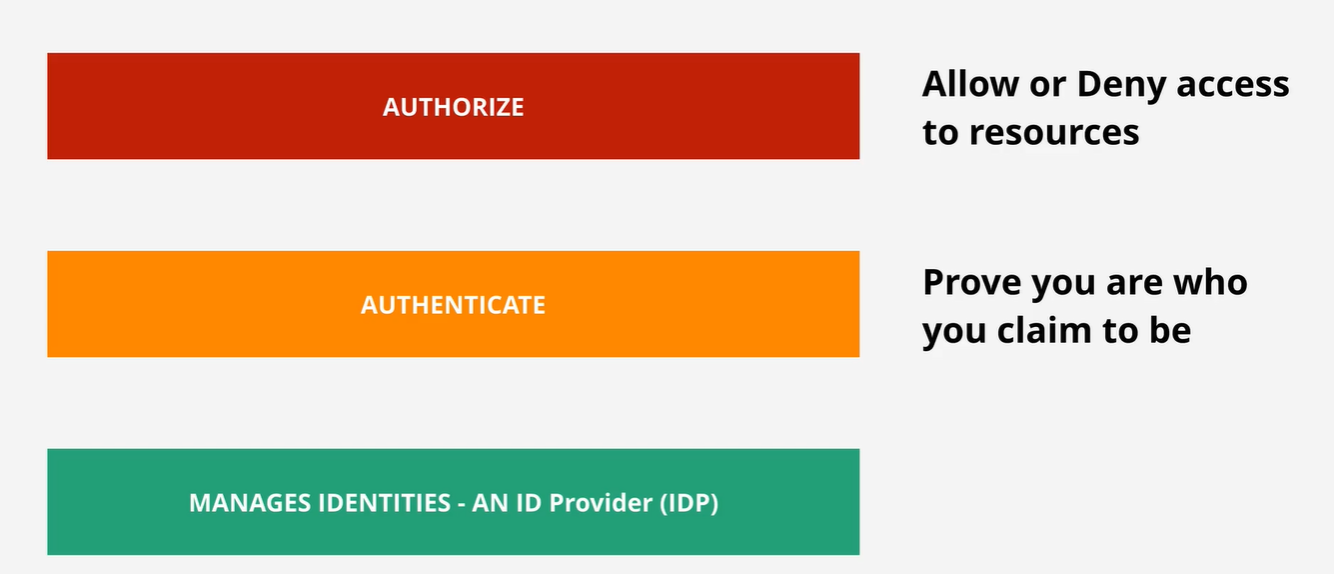 AUTHORIZE
Allow or Deny access
to resources
AUTHENTICATE
Prove you are who
you claim to be
MANAGES IDENTITIES - AN ID Provider (IDP)